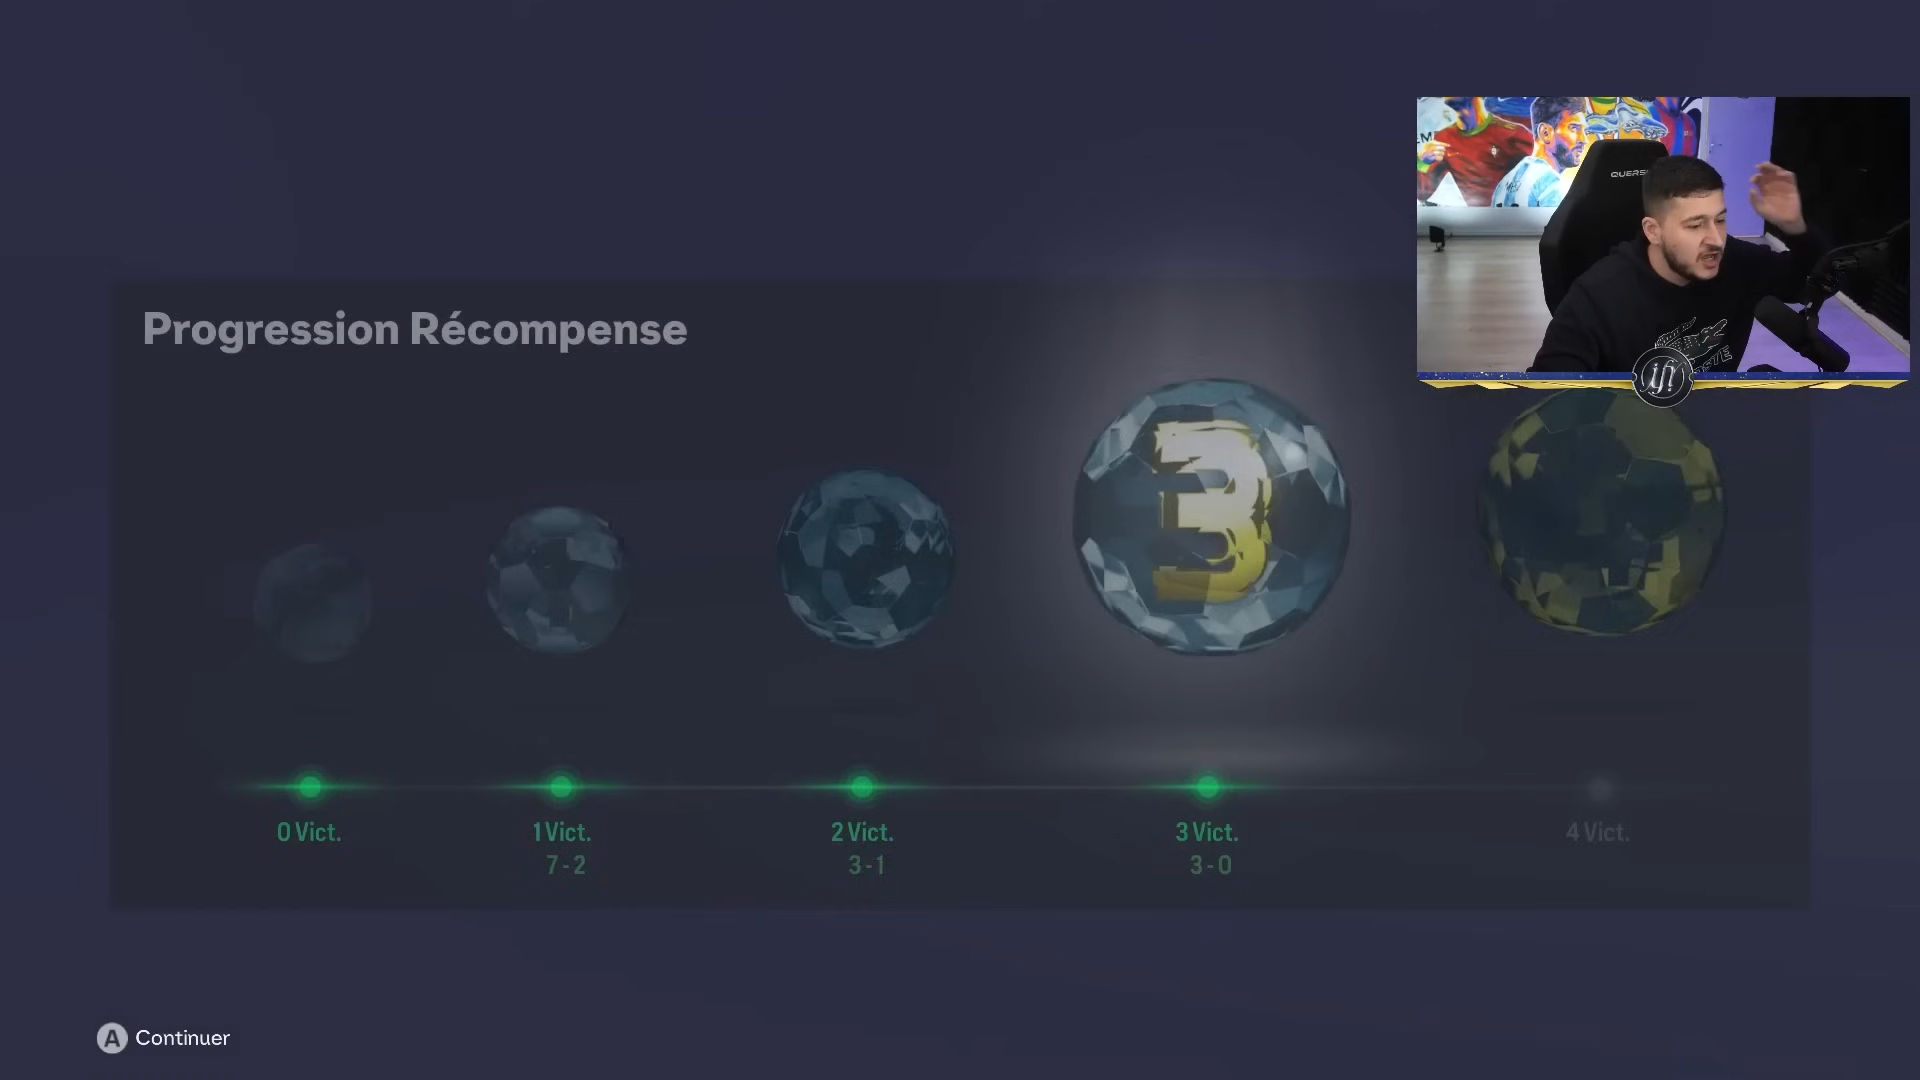 Progression Récompense
3
0 Vict.
1 Vict.
2 Vict.
3 Vict.
4 Vict.
7 - 2
3 - 1
3 - 0
A Continuer